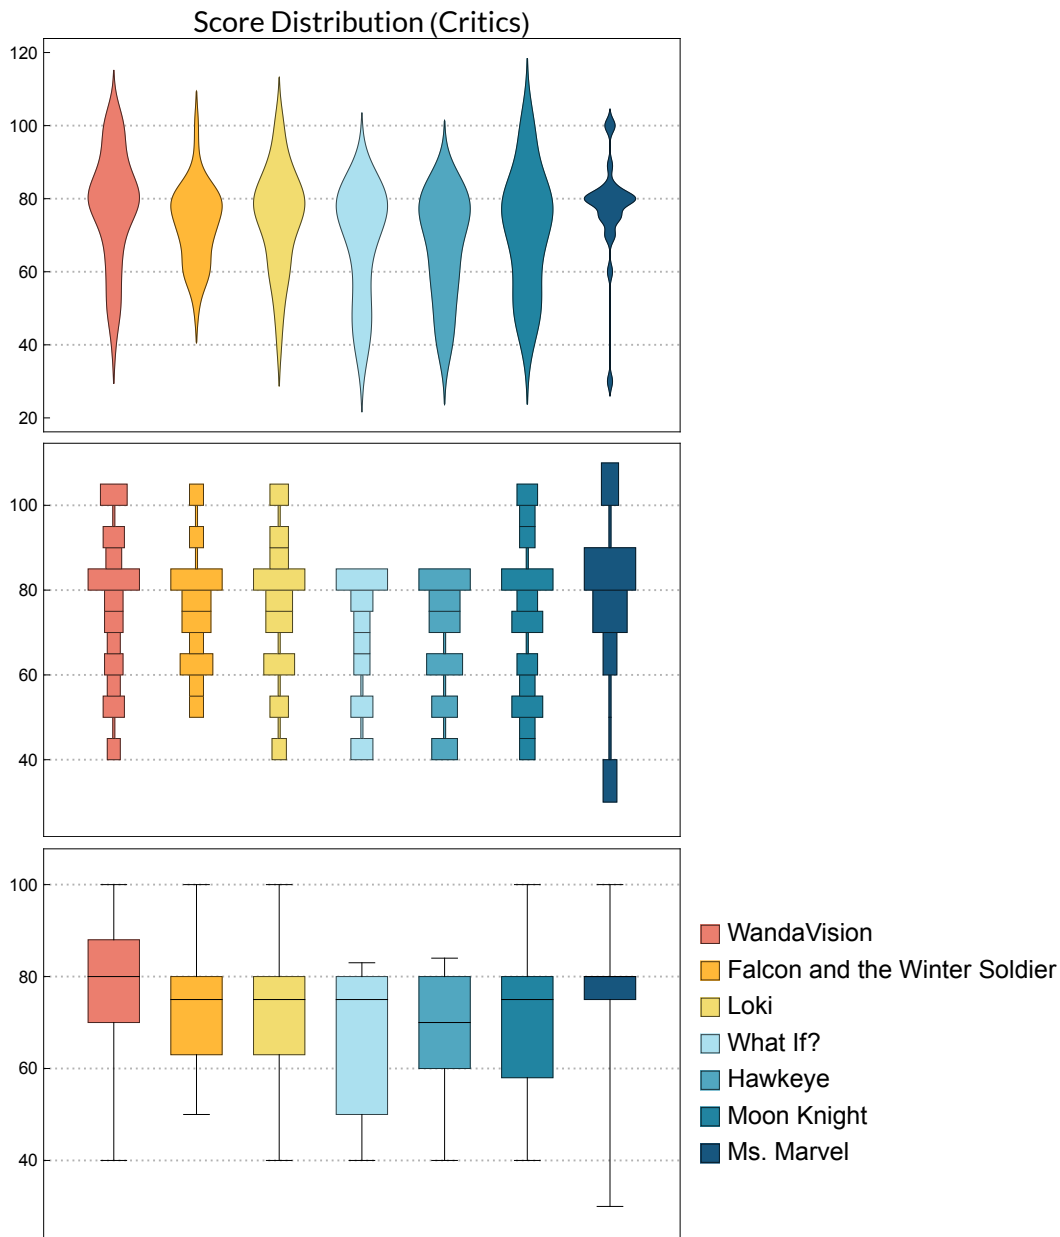 Score Distribution (Critics)
120
100
80
60
40
20
100
80
60
40
100
80
60
40
WandaVision
Falcon and the Winter Soldier
Loki
What If?
Hawkeye
Moon Knight
Ms. Marvel